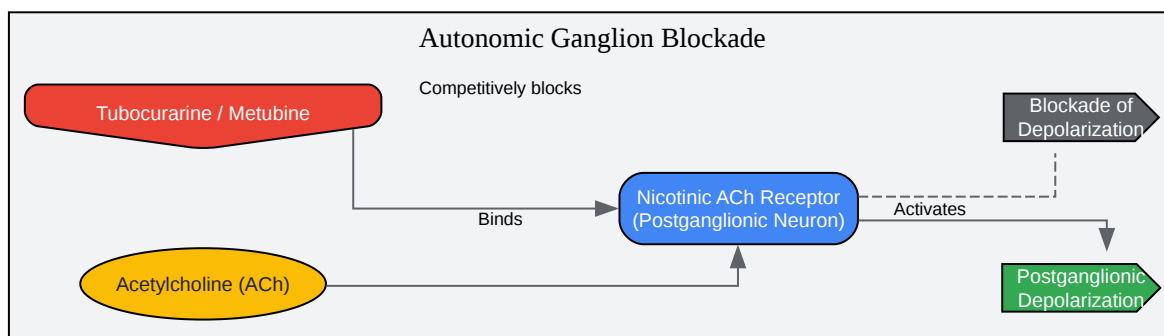 Autonomic Ganglion Blockade
Competitively blocks
Tubocurarine / Metubine
Blockade of
Depolarization
Nicotinic ACh Receptor
(Postganglionic Neuron)
Binds
Activates
Acetylcholine (ACh)
Postganglionic
Depolarization